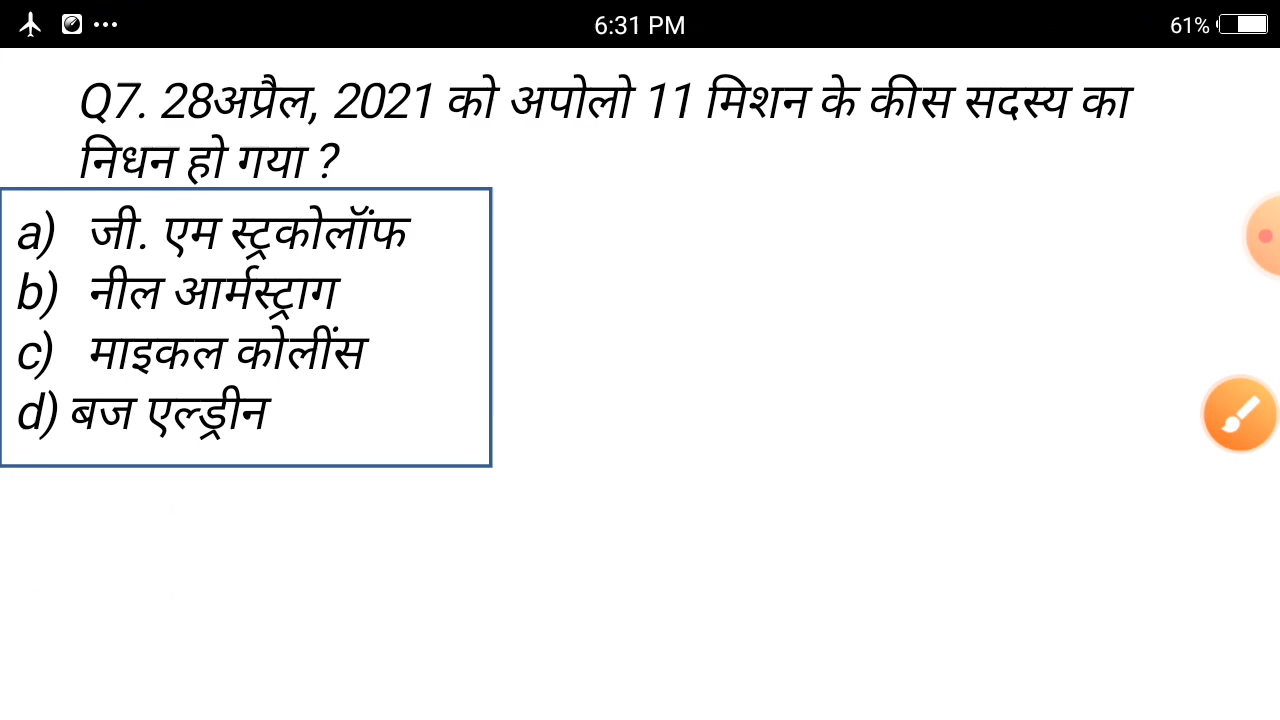 6:31 PM
61%
Q7. 28अप्रैल, 2021 को अपोलो 11 मिशन के कीस सदस्य का
निधन हो गया ?
a) जी. एम स्ट्रकोलॉंफ
b) नील आर्मस्ट्राग
c) माइकल कोलींस
d) बज एल्ड्रीन